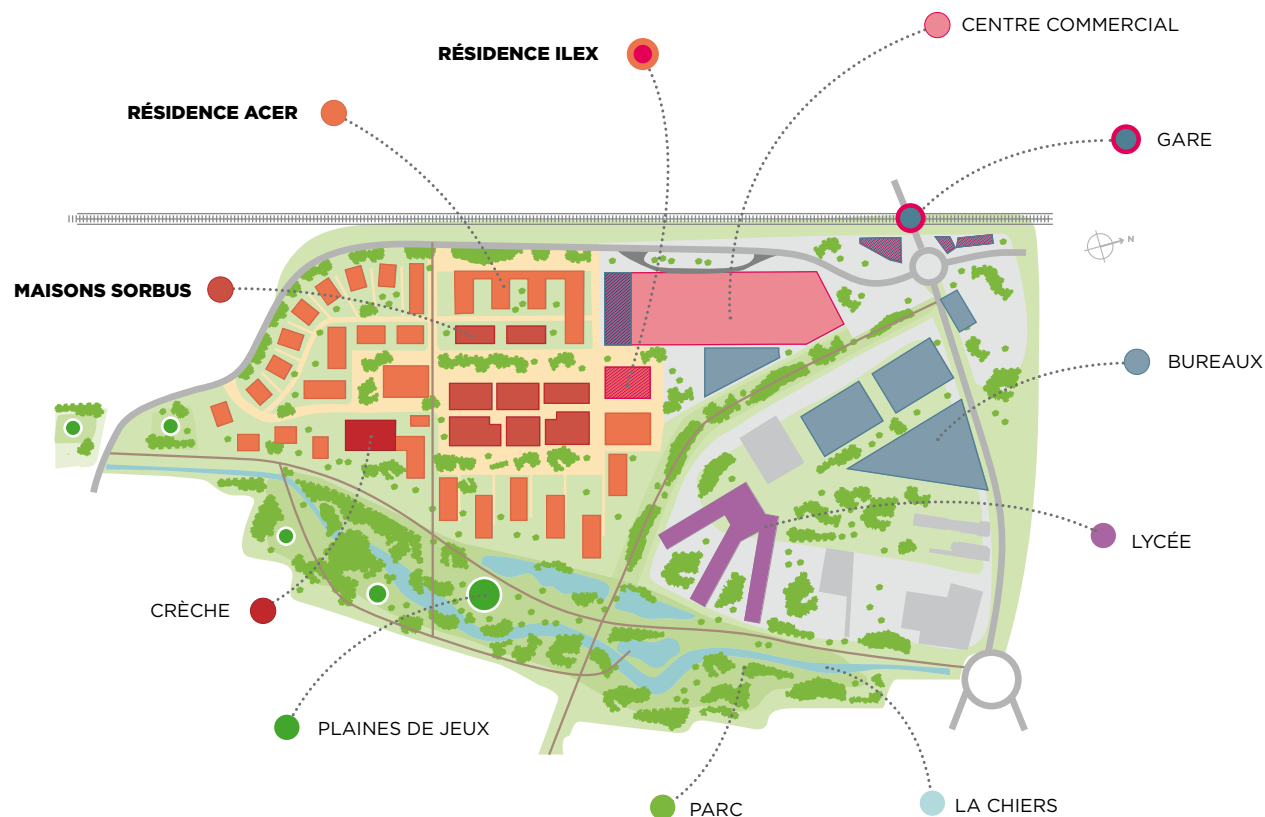 CENTRE COMMERCIAL
RÉSIDENCE ILEX
RÉSIDENCE ACER
GARE
N
MAISONS SORBUS
BUREAUX
LYCÉE
CRÈCHE
PLAINES DE JEUX
PARC
LA CHIERS